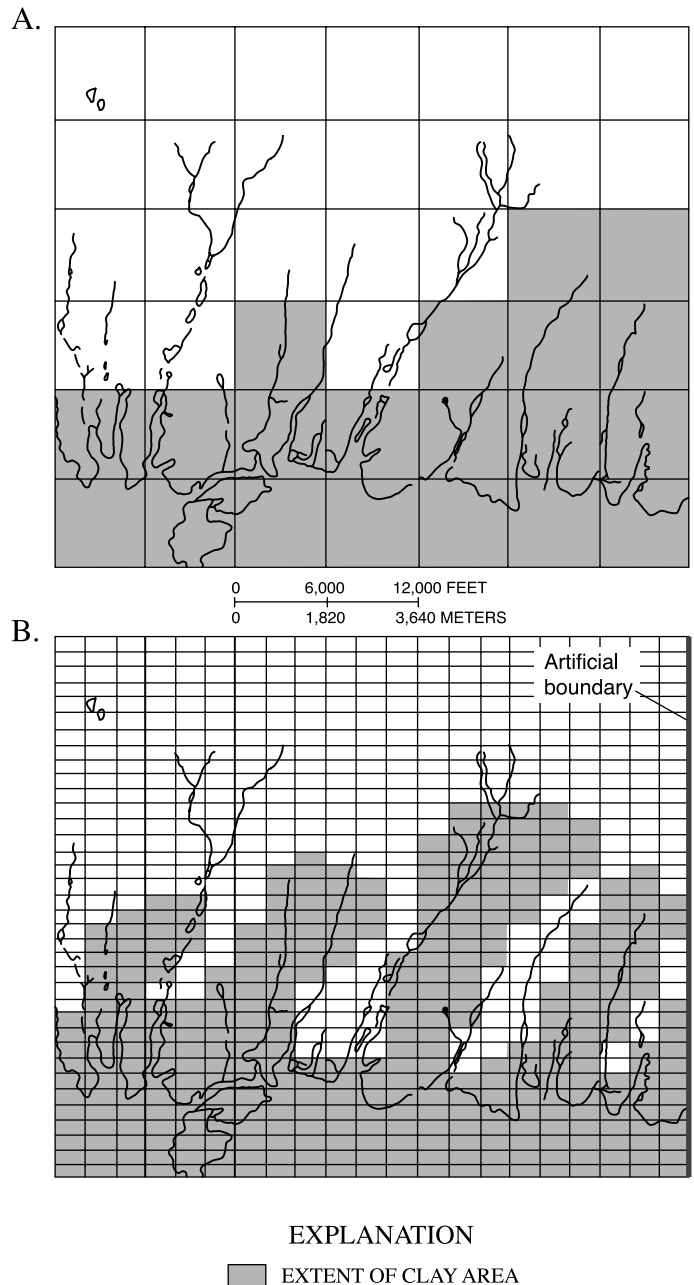 A.
0 6,000 12,000 FEET
0 1,820 3,640 METERS
B.
Artificial
boundary
EXPLANATION
EXTENT OF CLAY AREA